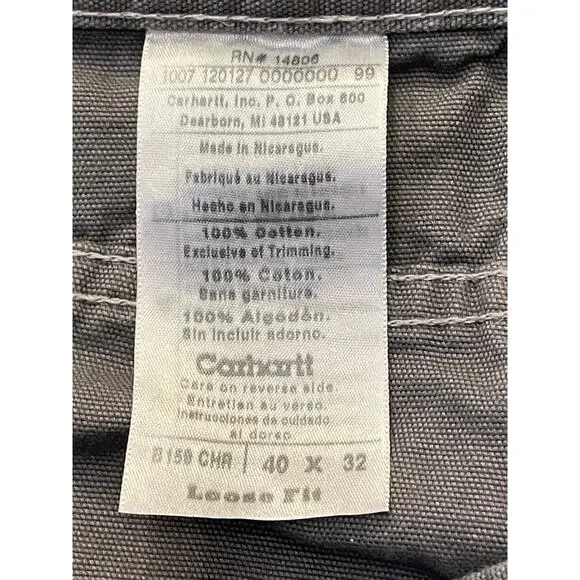 RN# 14806
1007 120127 0000000 99
Carhartt, Inc. P. O. Box 600
Dearborn, MI 48121 USA
Made in Nicaragua.
Fabriqué au Nicaragua.
Hecho en Nicaragua.
100% Cotton.
Exclusive of Trimming.
100% Coton.
Sans garniture.
100% Algodón.
Sin incluir adorno.
Carhartt
Care on reverse side.
Entretien au verso.
Instrucciones de cuidado
al dorso
B159 CHR | 40 X 32
Loose Fit